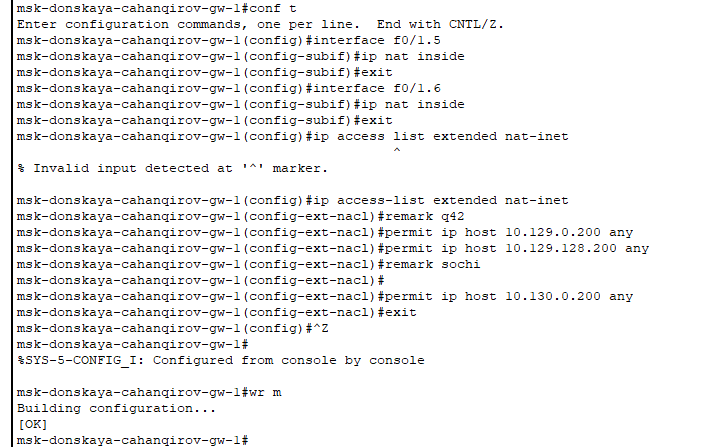 msk-donskaya-cahanqirov-gw-1#conf t
Enter configuration commands, one per line.  End with CNTL/Z.
msk-donskaya-cahanqirov-gw-1(config)#interface f0/1.5
msk-donskaya-cahanqirov-gw-1(config-subif)#ip nat inside
msk-donskaya-cahanqirov-gw-1(config-subif)#exit
msk-donskaya-cahanqirov-gw-1(config)#interface f0/1.6
msk-donskaya-cahanqirov-gw-1(config-subif)#ip nat inside
msk-donskaya-cahanqirov-gw-1(config-subif)#exit
msk-donskaya-cahanqirov-gw-1(config)#ip access list extended nat-inet
^
% Invalid input detected at '^' marker.
msk-donskaya-cahanqirov-gw-1(config)#ip access-list extended nat-inet
msk-donskaya-cahanqirov-gw-1(config-ext-nacl)#remark q42
msk-donskaya-cahanqirov-gw-1(config-ext-nacl)#permit ip host 10.129.0.200 any
msk-donskaya-cahanqirov-gw-1(config-ext-nacl)#permit ip host 10.129.128.200 any
msk-donskaya-cahanqirov-gw-1(config-ext-nacl)#remark sochi
msk-donskaya-cahanqirov-gw-1(config-ext-nacl)#
msk-donskaya-cahanqirov-gw-1(config-ext-nacl)#permit ip host 10.130.0.200 any
msk-donskaya-cahanqirov-gw-1(config-ext-nacl)#exit
msk-donskaya-cahanqirov-gw-1(config)#^Z
msk-donskaya-cahanqirov-gw-1#
%SYS-5-CONFIG_I: Configured from console by console
msk-donskaya-cahanqirov-gw-1#wr m
Building configuration...
[OK]
msk-donskaya-cahanqirov-gw-1#